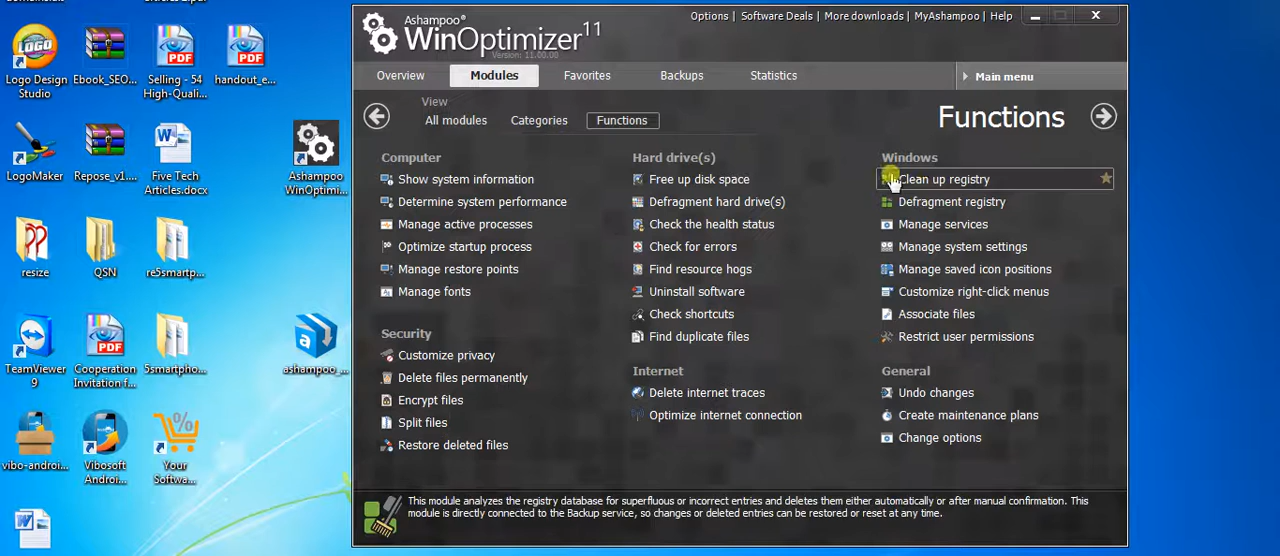 Logo Design
Studio
Ebook_SEO...
Selling - 54
High-Quali...
handout_e...
LogoMaker
Repose_v1....
Five Tech
Articles.docx
Ashampoo
WinOptimi...
resize
QSN
re5smartp...
TeamViewer
9
Cooperation
Invitation f...
5smartpho...
ashampoo_...
vibo-androi...
Vibosoft
Androi...
Your
Softwa...
Ashampoo®
WinOptimizer 11
Version: 11.00.00
Options | Software Deals | More downloads | MyAshampoo | Help
Overview Modules Favorites Backups Statistics Main menu
View
All modules Categories Functions
Functions
Computer
Show system information
Determine system performance
Manage active processes
Optimize startup process
Manage restore points
Manage fonts
Security
Customize privacy
Delete files permanently
Encrypt files
Split files
Restore deleted files
Hard drive(s)
Free up disk space
Defragment hard drive(s)
Check the health status
Check for errors
Find resource hogs
Uninstall software
Check shortcuts
Find duplicate files
Internet
Delete internet traces
Optimize internet connection
Windows
Clean up registry
Defragment registry
Manage services
Manage system settings
Manage saved icon positions
Customize right-click menus
Associate files
Restrict user permissions
General
Undo changes
Create maintenance plans
Change options
This module analyzes the registry database for superfluous or incorrect entries and deletes them either automatically or after manual confirmation. This
module is directly connected to the Backup service, so changes or deleted entries can be restored or reset at any time.